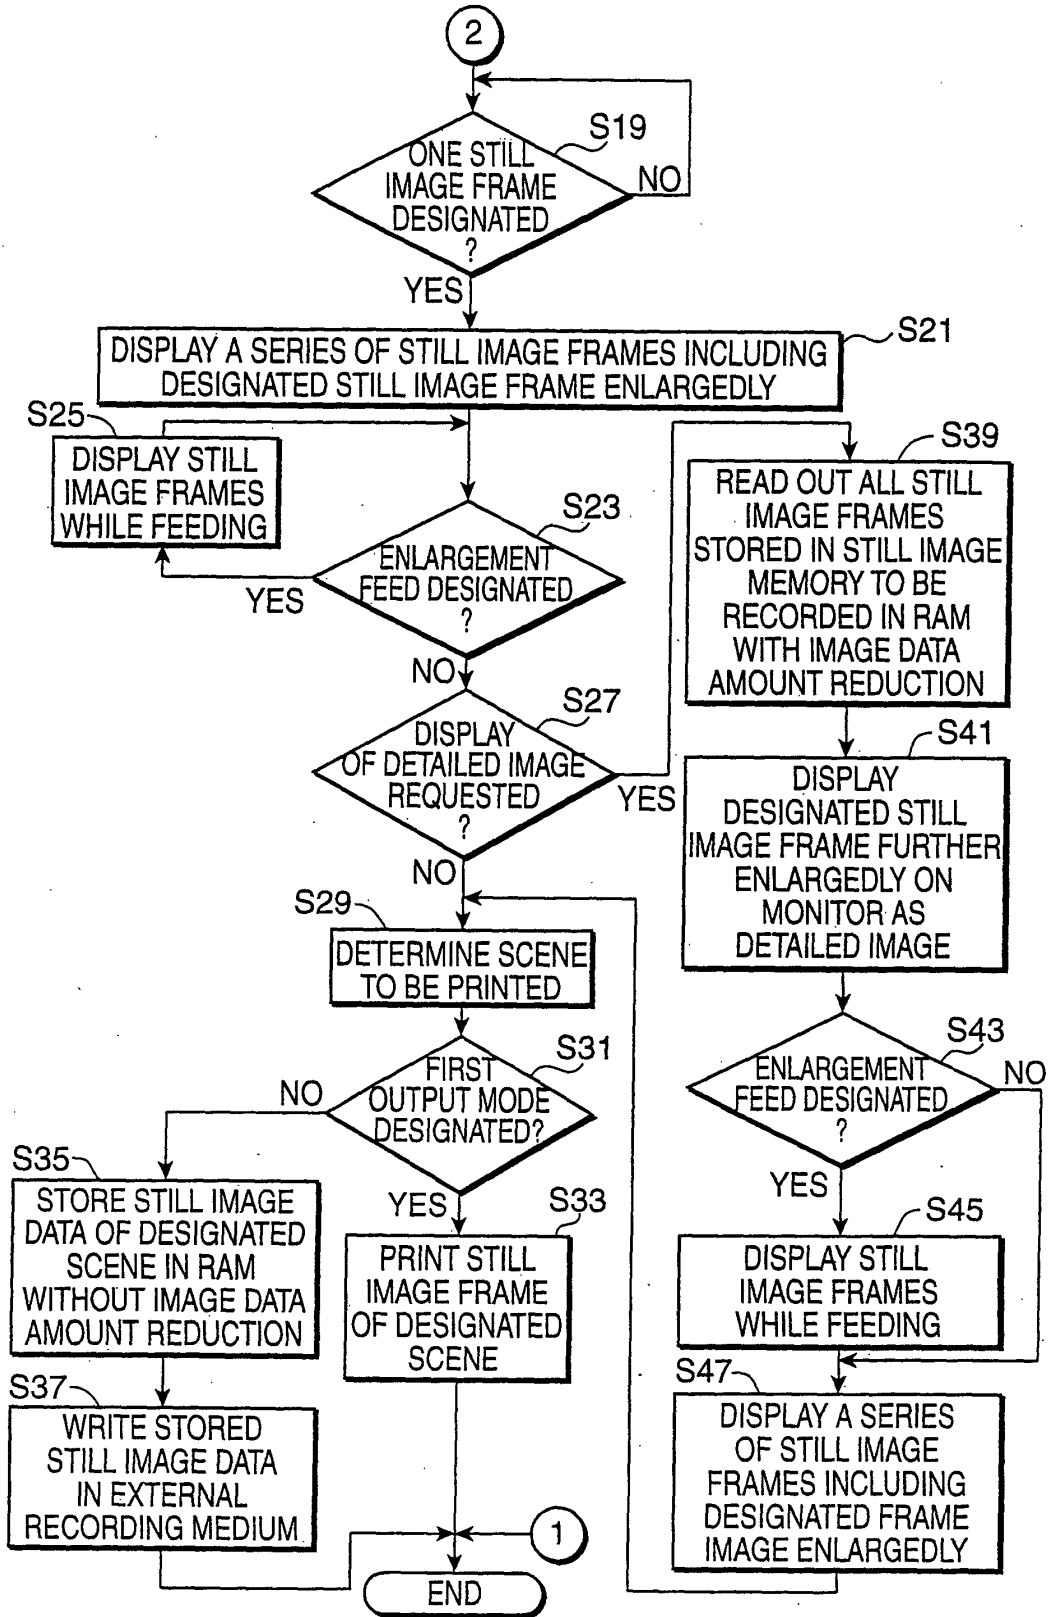 2
S19
ONE STILL
IMAGE FRAME
DESIGNATED
?
NO
YES
S21
DISPLAY A SERIES OF STILL IMAGE FRAMES INCLUDING
DESIGNATED STILL IMAGE FRAME ENLARGEDLY
S25
DISPLAY STILL
IMAGE FRAMES
WHILE FEEDING
S23
ENLARGEMENT
FEED DESIGNATED
?
YES
NO
S27
DISPLAY
OF DETAILED IMAGE
REQUESTED
?
YES
NO
S29
DETERMINE SCENE
TO BE PRINTED
S31
FIRST
OUTPUT MODE
DESIGNATED?
NO
YES
S35
STORE STILL IMAGE
DATA OF DESIGNATED
SCENE IN RAM
WITHOUT IMAGE DATA
AMOUNT REDUCTION
S33
PRINT STILL
IMAGE FRAME
OF DESIGNATED
SCENE
S37
WRITE STORED
STILL IMAGE DATA
IN EXTERNAL
RECORDING MEDIUM
1
END
S39
READ OUT ALL STILL
IMAGE FRAMES
STORED IN STILL IMAGE
MEMORY TO BE
RECORDED IN RAM
WITH IMAGE DATA
AMOUNT REDUCTION
S41
DISPLAY
DESIGNATED STILL
IMAGE FRAME FURTHER
ENLARGEDLY ON
MONITOR AS
DETAILED IMAGE
S43
ENLARGEMENT
FEED DESIGNATED
?
NO
YES
S45
DISPLAY STILL
IMAGE FRAMES
WHILE FEEDING
S47
DISPLAY A SERIES
OF STILL IMAGE
FRAMES INCLUDING
DESIGNATED FRAME
IMAGE ENLARGEDLY